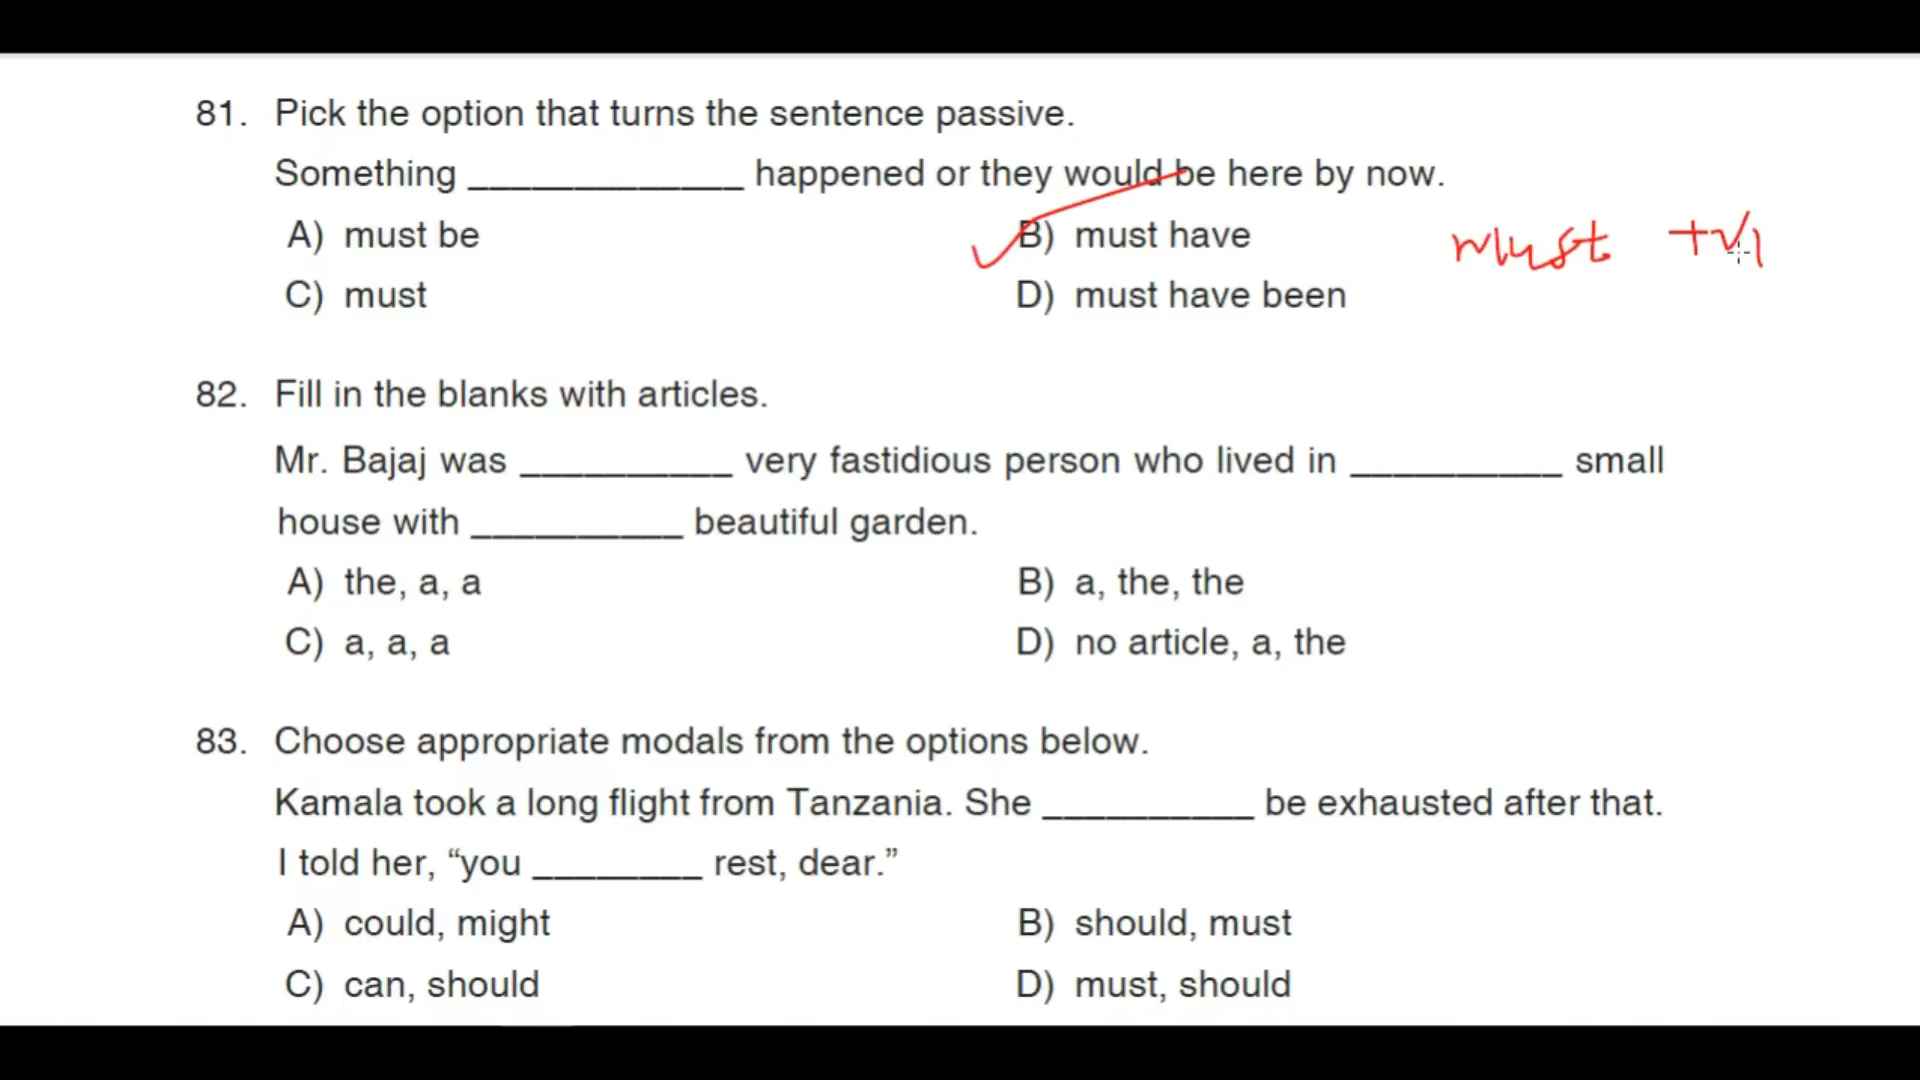 81. Pick the option that turns the sentence passive.
Something _____________ happened or they would be here by now.
A) must be B) must have must +V1
C) must D) must have been
82. Fill in the blanks with articles.
Mr. Bajaj was __________ very fastidious person who lived in __________ small
house with __________ beautiful garden.
A) the, a, a B) a, the, the
C) a, a, a D) no article, a, the
83. Choose appropriate modals from the options below.
Kamala took a long flight from Tanzania. She __________ be exhausted after that.
I told her, “you ________ rest, dear.”
A) could, might B) should, must
C) can, should D) must, should